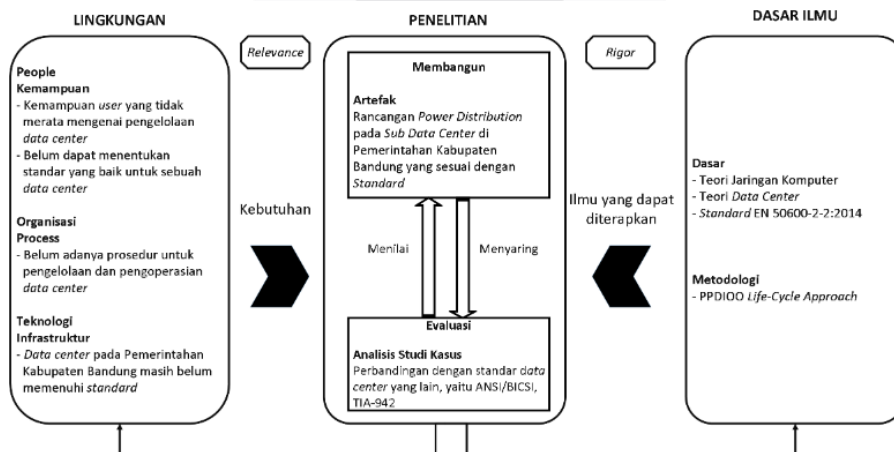 LINGKUNGAN
People
Kemampuan
- Kemampuan user yang tidak
merata mengenai pengelolaan
data center
- Belum dapat menentukan
standar yang baik untuk sebuah
data center
Organisasi
Process
- Belum adanya prosedur untuk
pengelolaan dan pengoperasian
data center
Teknologi
Infrastruktur
- Data center pada Pemerintahan
Kabupaten Bandung masih belum
memenuhi standard
Relevance
Kebutuhan
PENELITIAN
Membangun
Artefak
Rancangan Power Distribution
pada Sub Data Center di
Pemerintahan Kabupaten
Bandung yang sesuai dengan
Standard
Menilai
Menyaring
Evaluasi
Analisis Studi Kasus
Perbandingan dengan standar data
center yang lain, yaitu ANSI/BICSI,
TIA-942
Rigor
Ilmu yang dapat
diterapkan
DASAR ILMU
Dasar
- Teori Jaringan Komputer
- Teori Data Center
- Standard EN 50600-2-2:2014
Metodologi
- PPDIOO Life-Cycle Approach